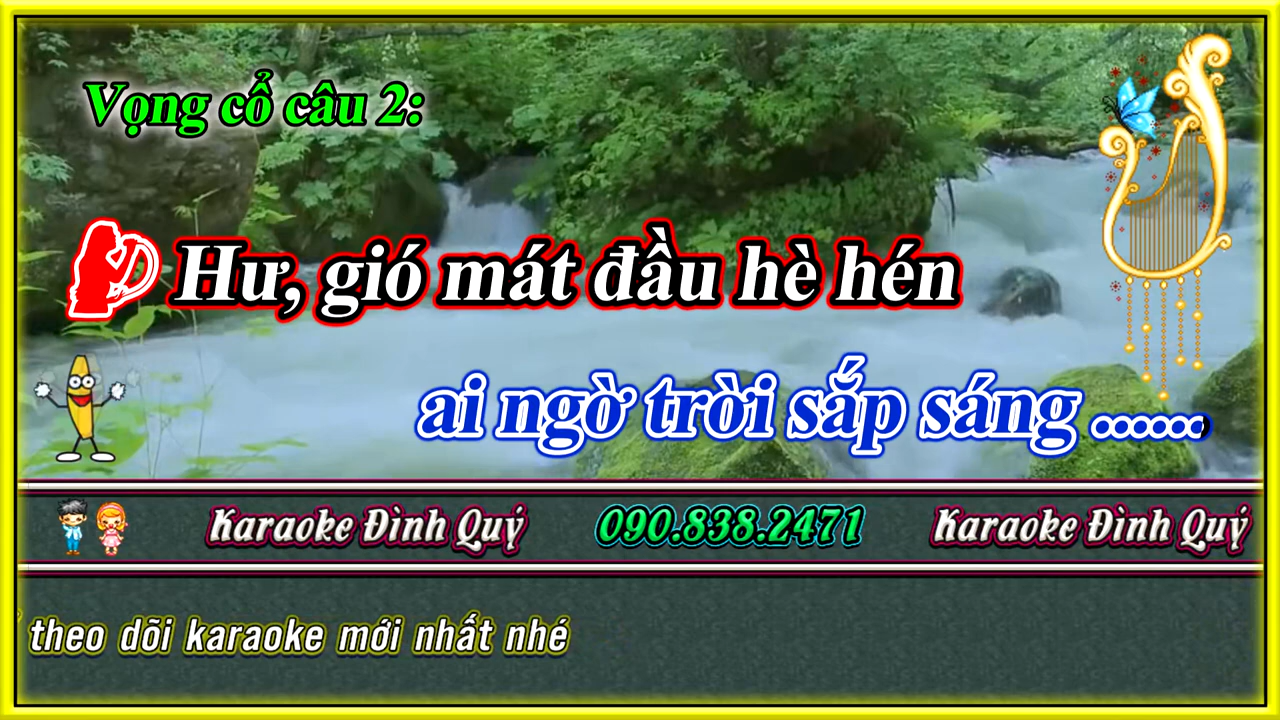 Vọng cổ câu 2:
Hư, gió mát đầu hè hén
ai ngờ trời sắp sáng .......
Karaoke Đình Quý 090.838.2471 Karaoke Đình Quý
theo dõi karaoke mới nhất nhé